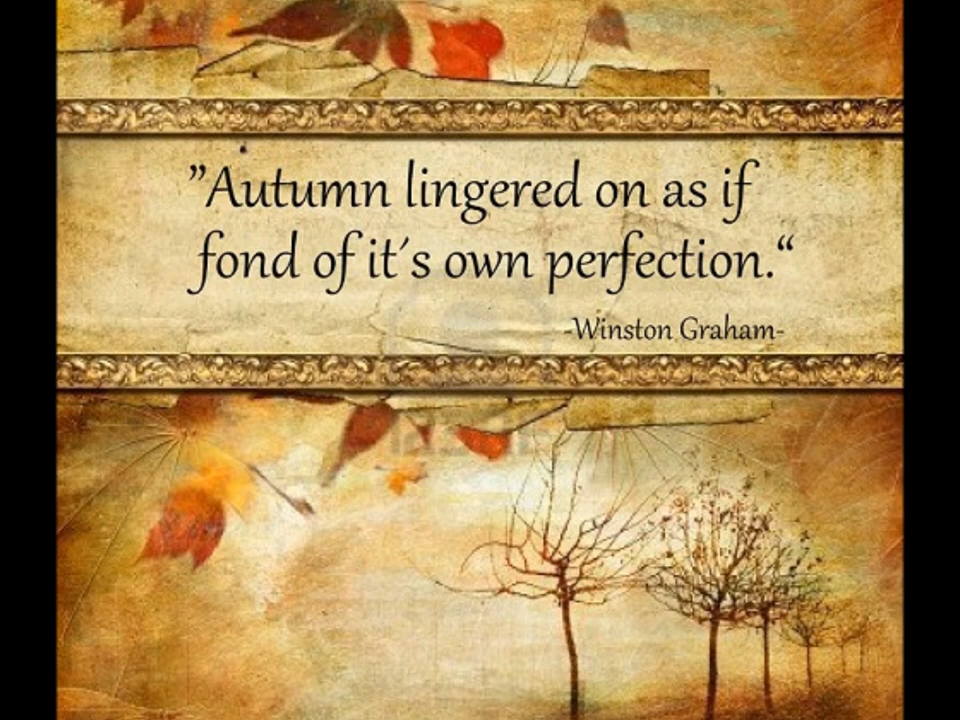 ”Autumn lingered on as if
fond of it´s own perfection.“
-Winston Graham-